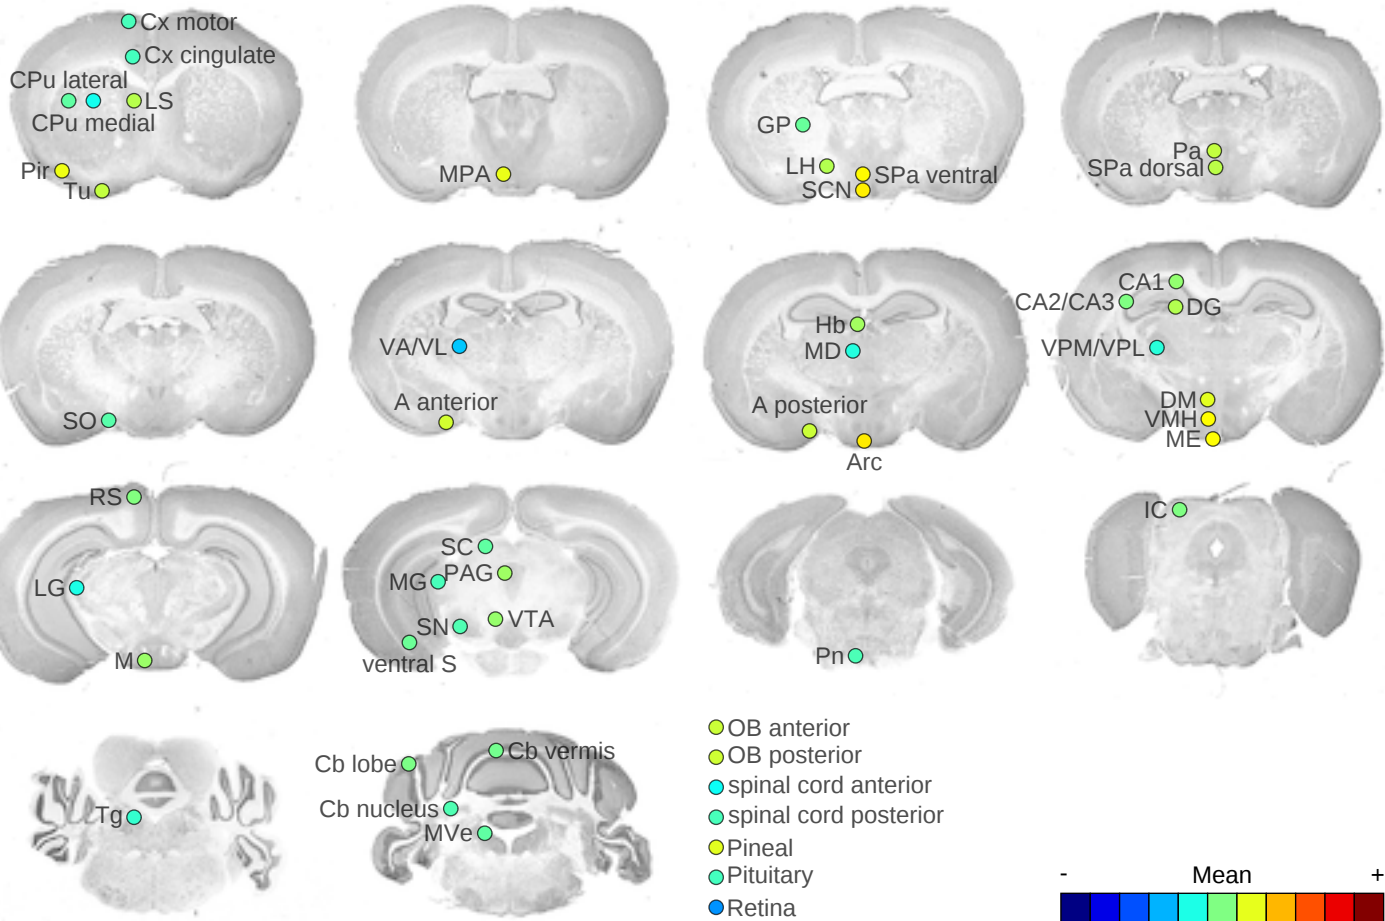 Cx motor
Cx cingulate
CPu lateral
LS
CPu medial
Pir
Tu
MPA
GP
LH
SPa ventral
SCN
Pa
SPa dorsal
SO
VA/VL
A anterior
Hb
MD
A posterior
Arc
CA1
CA2/CA3
DG
VPM/VPL
DM
VMH
ME
RS
LG
M
SC
MG
PAG
SN
VTA
ventral S
Pn
IC
Tg
Cb lobe
Cb vermis
Cb nucleus
MVe
OB anterior
OB posterior
spinal cord anterior
spinal cord posterior
Pineal
Pituitary
Retina
- Mean +